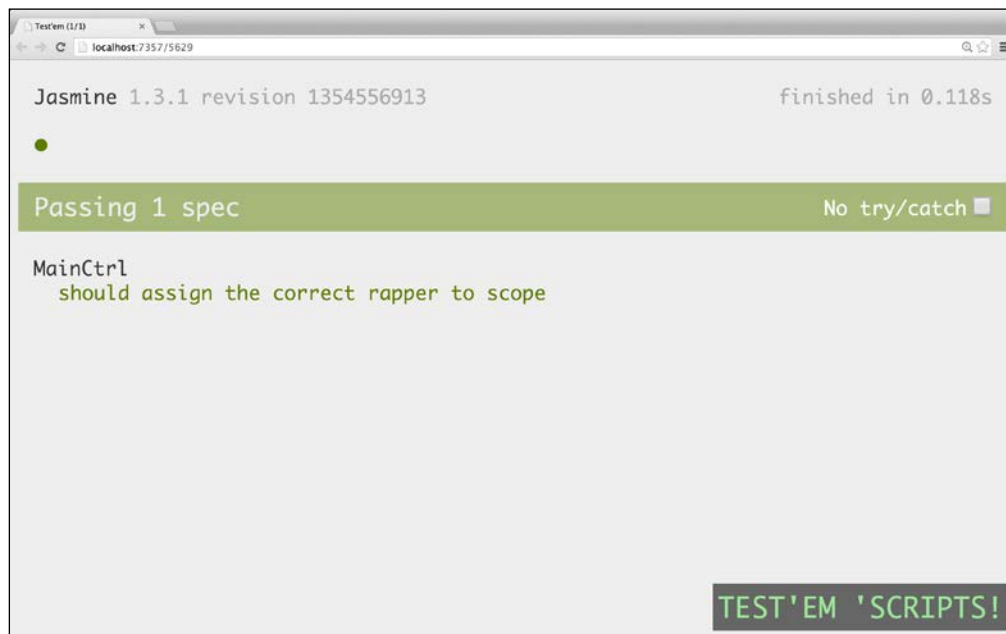 Test'em (1/1)
localhost:7357/5629
Jasmine 1.3.1 revision 1354556913 finished in 0.118s
Passing 1 spec No try/catch
MainCtrl
should assign the correct rapper to scope
TEST'EM 'SCRIPTS!